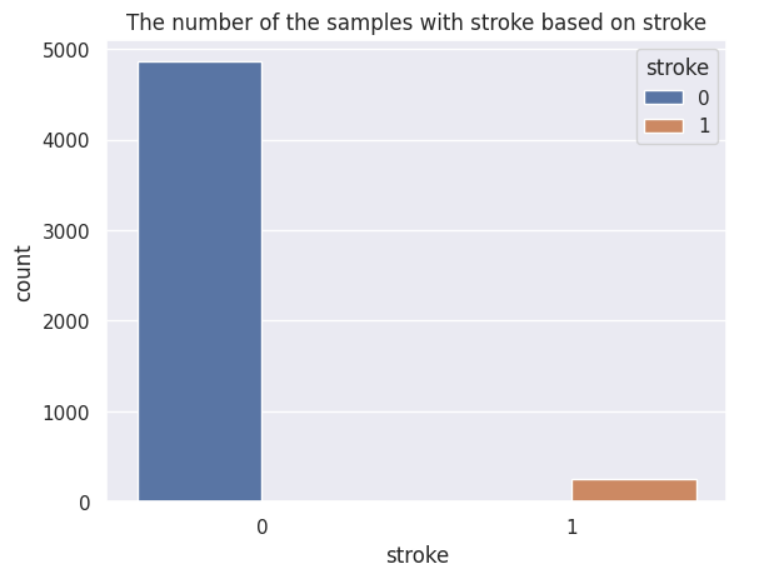 The number of the samples with stroke based on stroke
5000
4000
3000
2000
1000
0
count
stroke
0
1
0
1
stroke